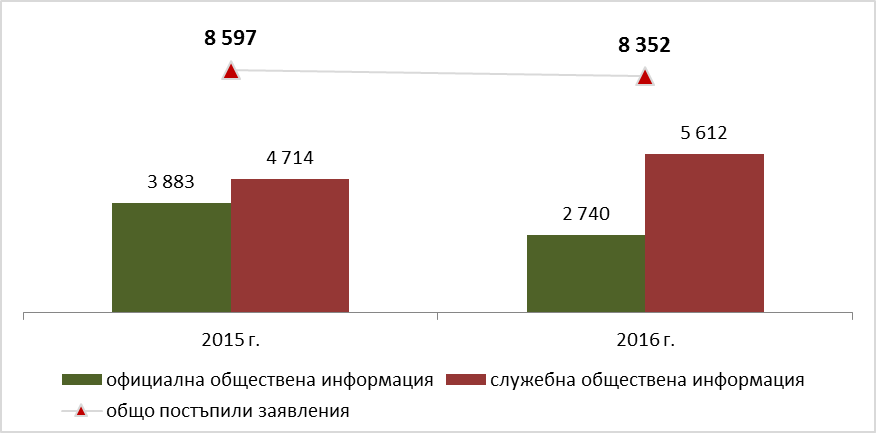 8 597
8 352
5 612
4 714
3 883
2 740
2015 г.
2016 г.
официална обществена информация
служебна обществена информация
общо постъпили заявления